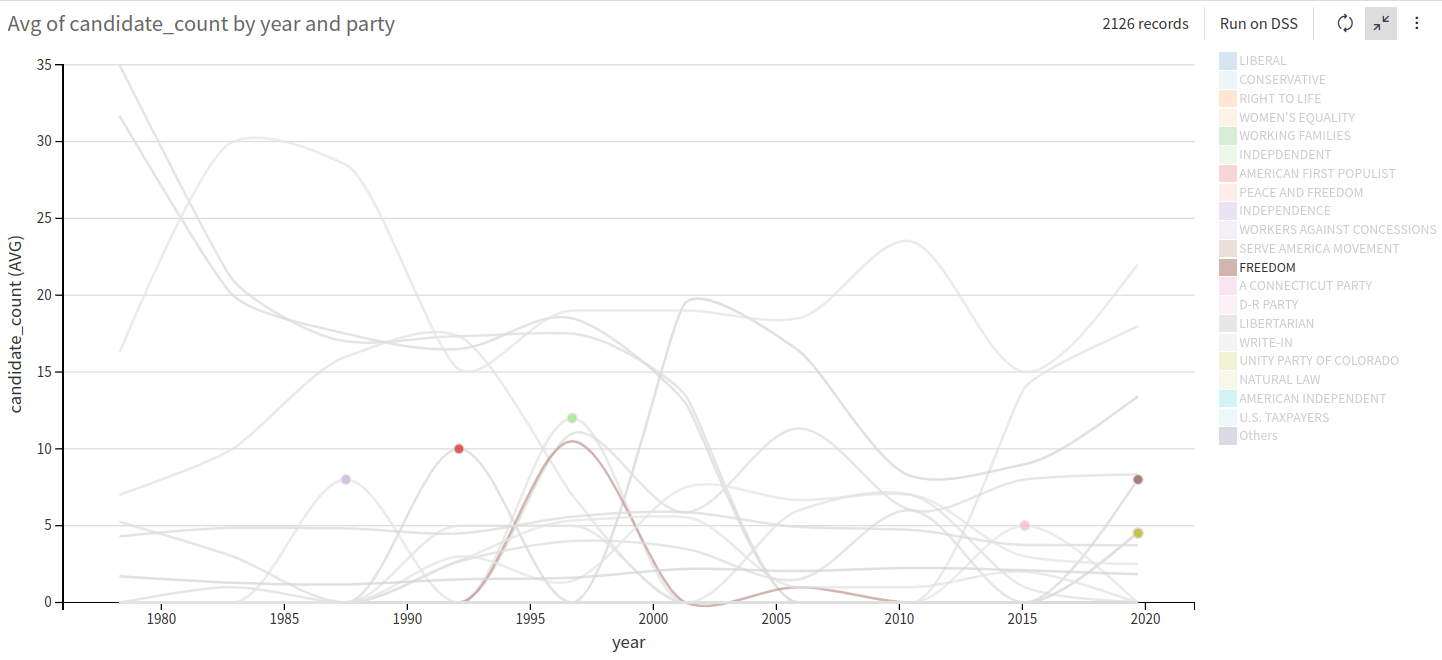 Avg of candidate_count by year and party
2126 records
Run on DSS
35
30
25
20
15
10
5
0
candidate_count (AVG)
1980
1985
1990
1995
2000
2005
2010
2015
2020
year
LIBERAL
CONSERVATIVE
RIGHT TO LIFE
WOMEN'S EQUALITY
WORKING FAMILIES
INDEPDENDENT
AMERICAN FIRST POPULIST
PEACE AND FREEDOM
INDEPENDENCE
WORKERS AGAINST CONCESSIONS
SERVE AMERICA MOVEMENT
FREEDOM
A CONNECTICUT PARTY
D-R PARTY
LIBERTARIAN
WRITE-IN
UNITY PARTY OF COLORADO
NATURAL LAW
AMERICAN INDEPENDENT
U.S. TAXPAYERS
Others